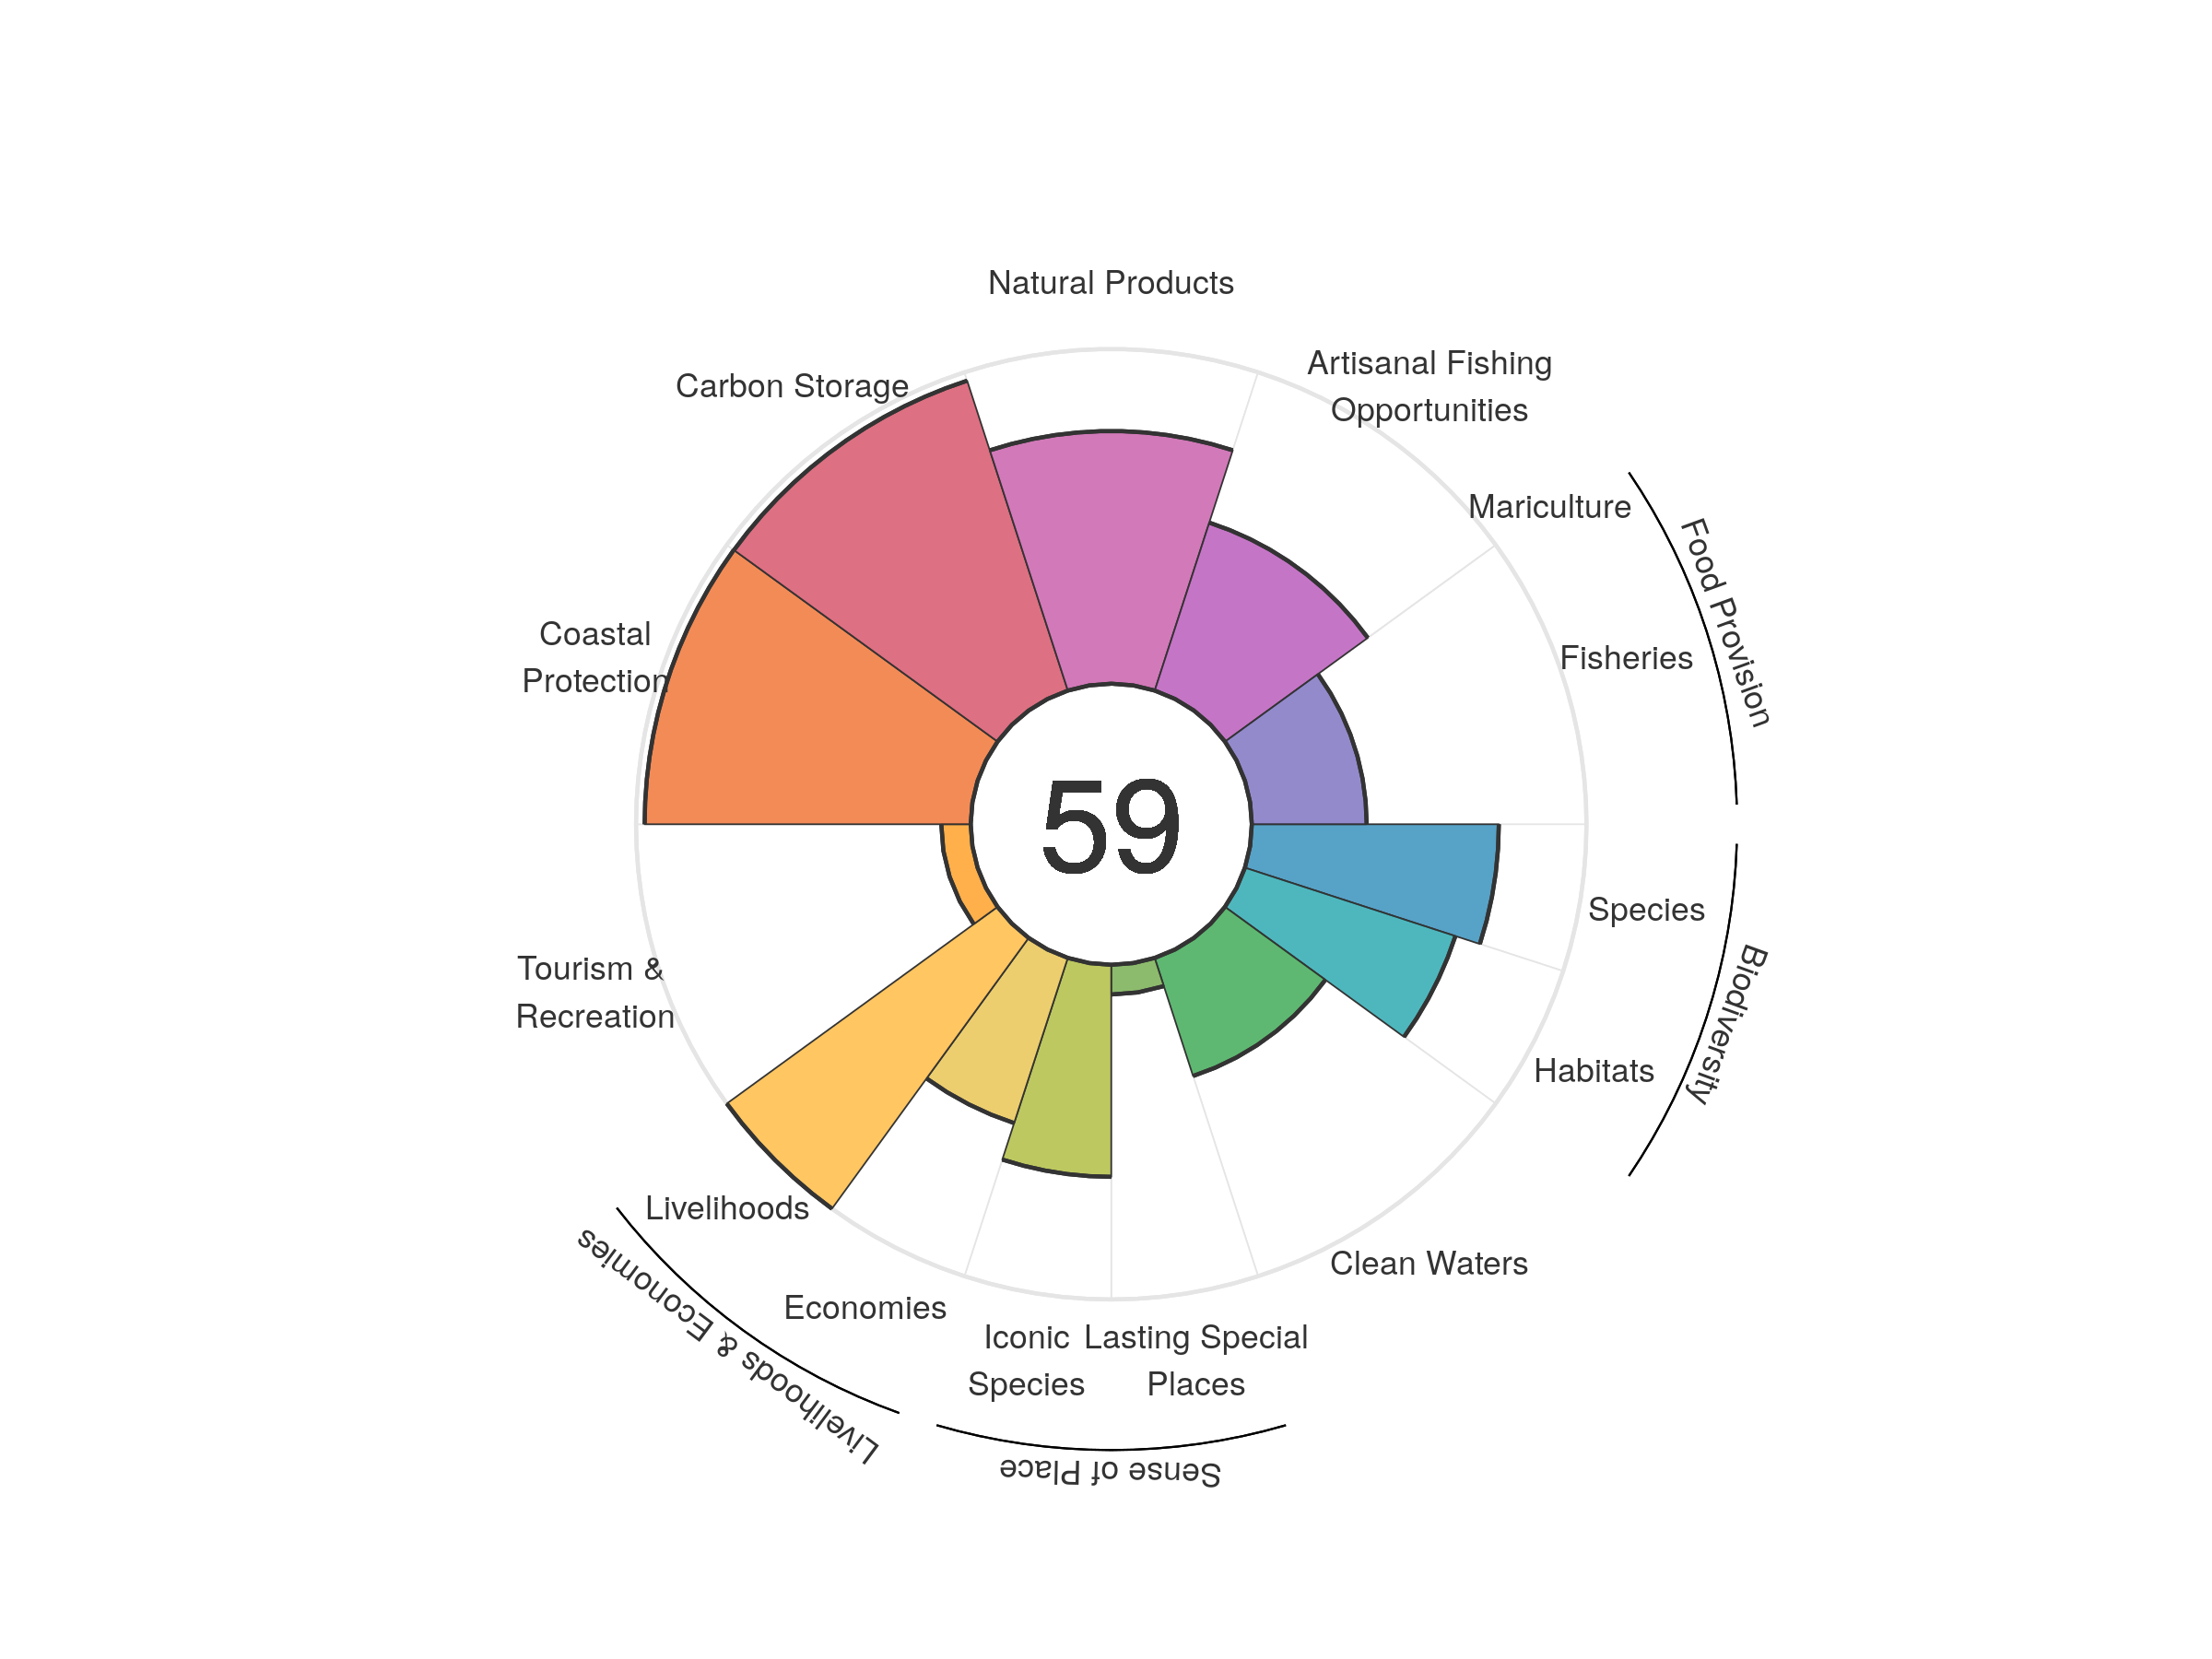 Natural Products
Artisanal Fishing
Opportunities
Carbon Storage
Mariculture
Food Provision
Coastal
Protection
Fisheries
59
Species
Biodiversity
Tourism &
Recreation
Habitats
Livelihoods
Clean Waters
Livelihoods & Economies
Economies
Iconic
Species
Lasting Special
Places
Sense of Place